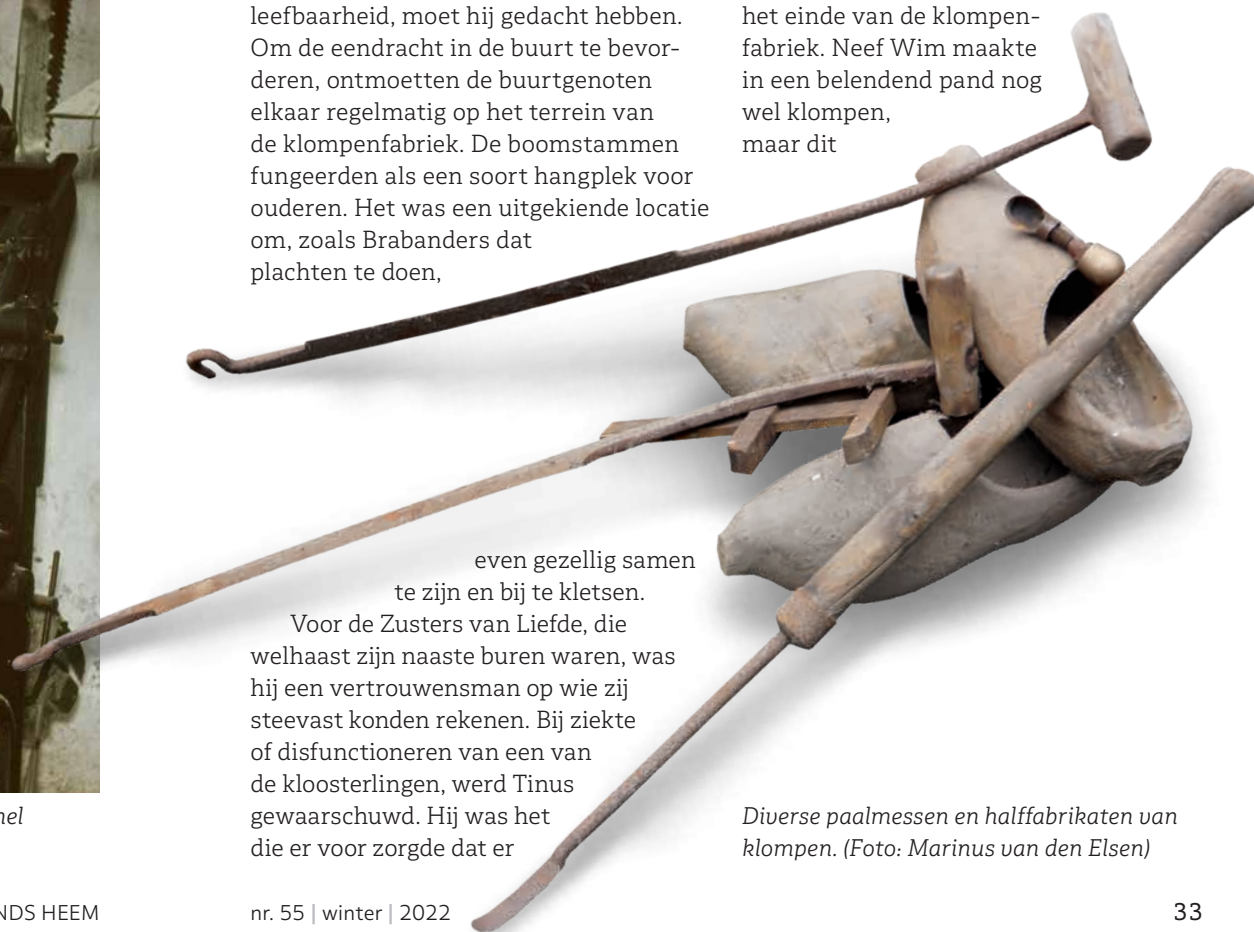 leefbaarheid, moet hij gedacht hebben.
Om de eendracht in de buurt te bevor-
deren, ontmoetten de buurtgenoten
elkaar regelmatig op het terrein van
de klompenfabriek. De boomstammen
fungeerden als een soort hangplek voor
ouderen. Het was een uitgekiende locatie
om, zoals Brabanders dat
plachten te doen,
even gezellig samen
te zijn en bij te kletsen.
Voor de Zusters van Liefde, die
welhaast zijn naaste buren waren, was
hij een vertrouwensman op wie zij
steevast konden rekenen. Bij ziekte
of disfunctioneren van een van
de kloosterlingen, werd Tinus
gewaarschuwd. Hij was het
die er voor zorgde dat er
het einde van de klompen-
fabriek. Neef Wim maakte
in een belendend pand nog
wel klompen,
maar dit
Diverse paalmessen en halffabrikaten van
klompen. (Foto: Marinus van den Elsen)
HEEM
nr. 55 | winter | 2022
33